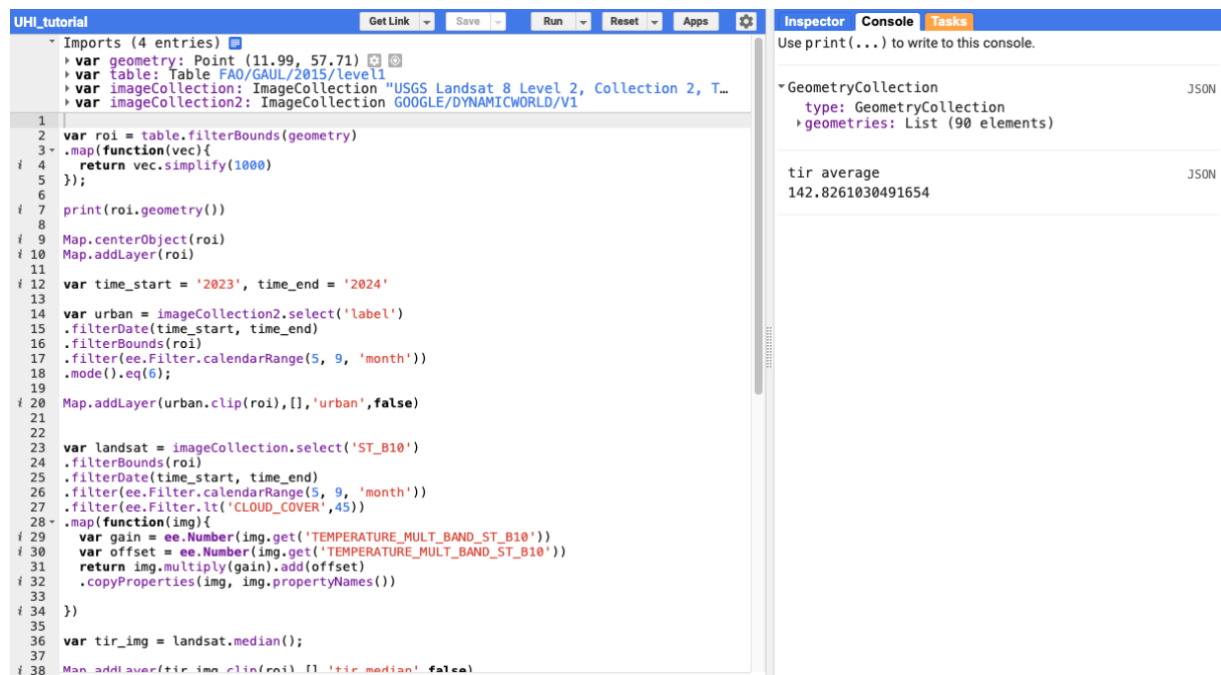 UHI_tutorial
Get Link Save Run Reset Apps
Imports (4 entries)
var geometry: Point (11.99, 57.71)
var table: Table FAO/GAUL/2015/level1
var imageCollection: ImageCollection "USGS Landsat 8 Level 2, Collection 2, T…
var imageCollection2: ImageCollection GOOGLE/DYNAMICWORLD/V1
1
2 var roi = table.filterBounds(geometry)
3 .map(function(vec){
i 4 return vec.simplify(1000)
5 });
6
i 7 print(roi.geometry())
8
i 9 Map.centerObject(roi)
i 10 Map.addLayer(roi)
11
i 12 var time_start = '2023', time_end = '2024'
13
14 var urban = imageCollection2.select('label')
15 .filterDate(time_start, time_end)
16 .filterBounds(roi)
17 .filter(ee.Filter.calendarRange(5, 9, 'month'))
18 .mode().eq(6);
19
i 20 Map.addLayer(urban.clip(roi),[],'urban',false)
21
22
23 var landsat = imageCollection.select('ST_B10')
24 .filterBounds(roi)
25 .filterDate(time_start, time_end)
26 .filter(ee.Filter.calendarRange(5, 9, 'month'))
27 .filter(ee.Filter.lt('CLOUD_COVER',45))
28 .map(function(img){
i 29 var gain = ee.Number(img.get('TEMPERATURE_MULT_BAND_ST_B10'))
i 30 var offset = ee.Number(img.get('TEMPERATURE_MULT_BAND_ST_B10'))
31 return img.multiply(gain).add(offset)
i 32 .copyProperties(img, img.propertyNames())
33
i 34 })
35
36 var tir_img = landsat.median();
37
i 38 Map.addLayer(tir_img.clip(roi),[],'tir_median',false)
Inspector Console Tasks
Use print(...) to write to this console.
GeometryCollection JSON
type: GeometryCollection
geometries: List (90 elements)
tir average JSON
142.8261030491654